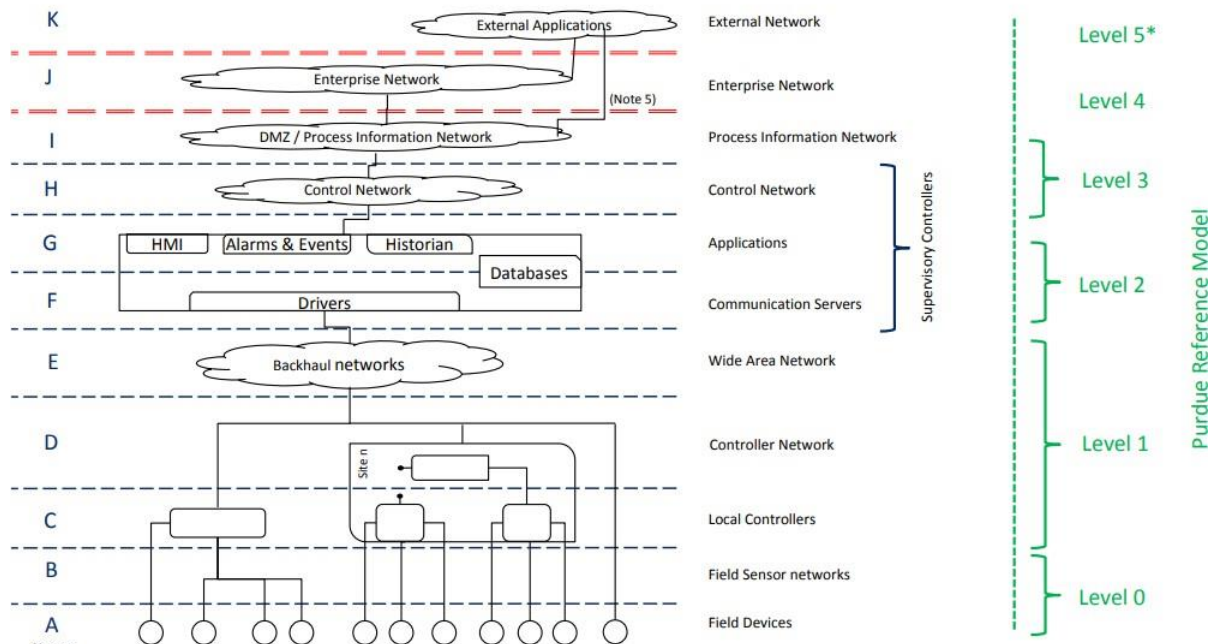 K
External Applications
External Network
Level 5*
J
Enterprise Network
Enterprise Network
Level 4
(Note 5)
I
DMZ / Process Information Network
Process Information Network
H
Control Network
Control Network
Level 3
G
HMI
Alarms & Events
Historian
Applications
Databases
Level 2
F
Drivers
Communication Servers
Supervisory Controllers
E
Backhaul networks
Wide Area Network
D
Site n
Controller Network
Level 1
C
Local Controllers
B
Field Sensor networks
Level 0
A
Field Devices
Purdue Reference Model